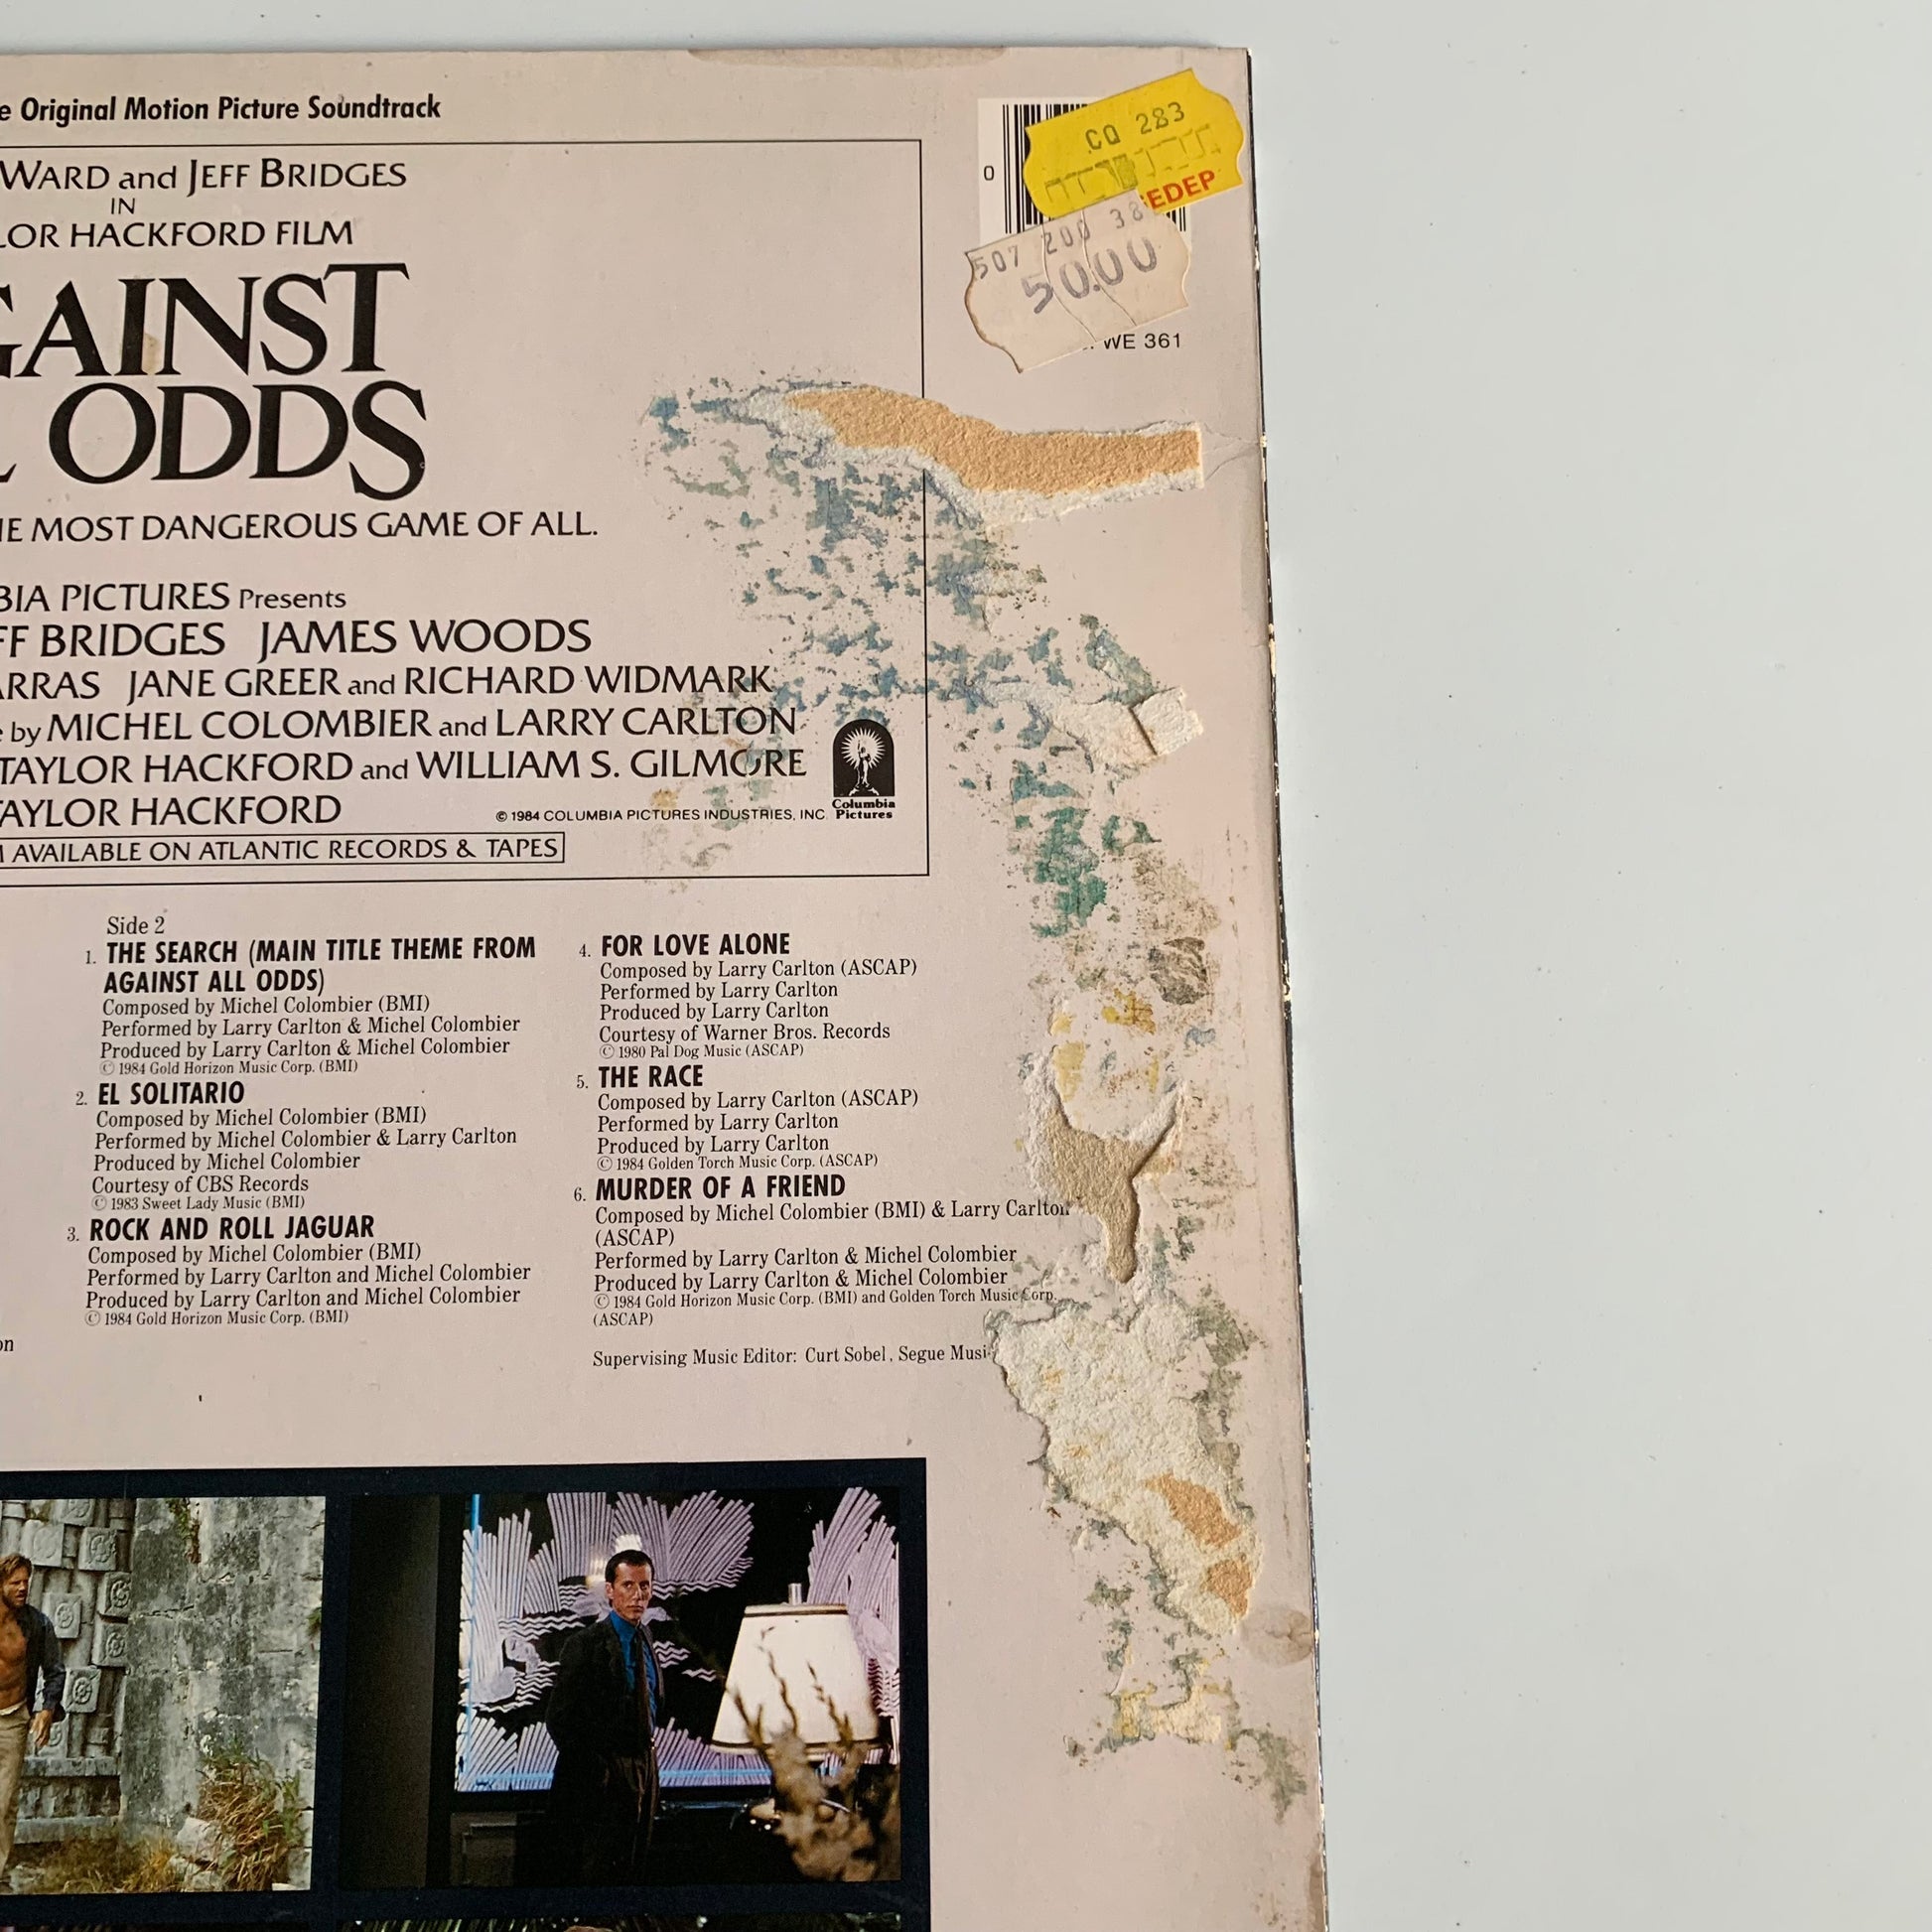 e Original Motion Picture Soundtrack
WARD and JEFF BRIDGES
IN
LOR HACKFORD FILM
GAINST
L ODDS
HE MOST DANGEROUS GAME OF ALL.
BIA PICTURES Presents
FF BRIDGES JAMES WOODS
ARRAS JANE GREER and RICHARD WIDMARK
e by MICHEL COLOMBIER and LARRY CARLTON
TAYLOR HACKFORD and WILLIAM S. GILMORE
TAYLOR HACKFORD
© 1984 COLUMBIA PICTURES INDUSTRIES, INC.
Columbia
Pictures
M AVAILABLE ON ATLANTIC RECORDS & TAPES
0
CQ 283
EDEP
507 200 38
50.00
WE 361
Side 2
1. THE SEARCH (MAIN TITLE THEME FROM
AGAINST ALL ODDS)
Composed by Michel Colombier (BMI)
Performed by Larry Carlton & Michel Colombier
Produced by Larry Carlton & Michel Colombier
© 1984 Gold Horizon Music Corp. (BMI)
2. EL SOLITARIO
Composed by Michel Colombier (BMI)
Performed by Michel Colombier & Larry Carlton
Produced by Michel Colombier
Courtesy of CBS Records
© 1983 Sweet Lady Music (BMI)
3. ROCK AND ROLL JAGUAR
Composed by Michel Colombier (BMI)
Performed by Larry Carlton and Michel Colombier
Produced by Larry Carlton and Michel Colombier
© 1984 Gold Horizon Music Corp. (BMI)
on
4. FOR LOVE ALONE
Composed by Larry Carlton (ASCAP)
Performed by Larry Carlton
Produced by Larry Carlton
Courtesy of Warner Bros. Records
© 1980 Pal Dog Music (ASCAP)
5. THE RACE
Composed by Larry Carlton (ASCAP)
Performed by Larry Carlton
Produced by Larry Carlton
© 1984 Golden Torch Music Corp. (ASCAP)
6. MURDER OF A FRIEND
Composed by Michel Colombier (BMI) & Larry Carlton
(ASCAP)
Performed by Larry Carlton & Michel Colombier
Produced by Larry Carlton & Michel Colombier
© 1984 Gold Horizon Music Corp. (BMI) and Golden Torch Music Corp.
(ASCAP)
Supervising Music Editor: Curt Sobel, Segue Musi